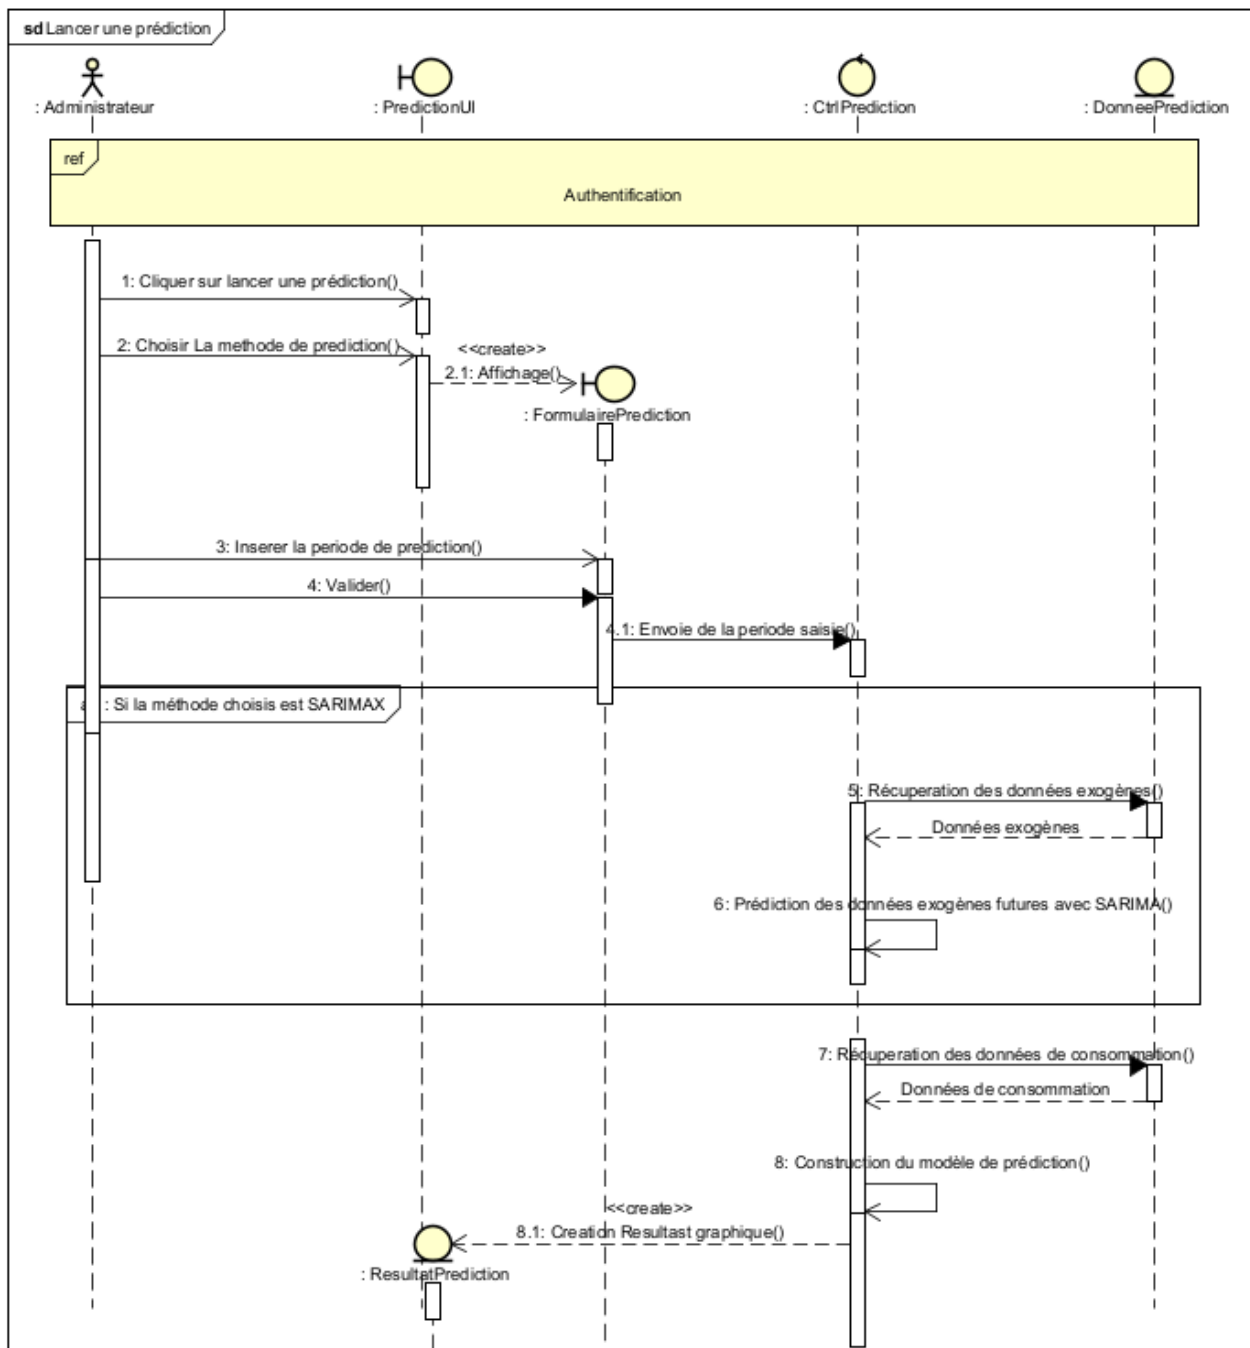 sd Lancer une prédiction
: Administrateur
: PredictionUI
: CtrlPrediction
: DonneePrediction
ref
Authentification
1: Cliquer sur lancer une prédiction()
2: Choisir La methode de prediction()
<<create>>
2.1: Affichage()
: FormulairePrediction
3: Inserer la periode de prediction()
4: Valider()
4.1: Envoie de la periode saisie()
: Si la méthode choisis est SARIMAX
5: Récuperation des données exogènes()
Données exogènes
6: Prédiction des données exogènes futures avec SARIMA()
7: Récuperation des données de consommation()
Données de consommation
8: Construction du modèle de prédiction()
<<create>>
8.1: Creation Resultast graphique()
: ResultatPrediction